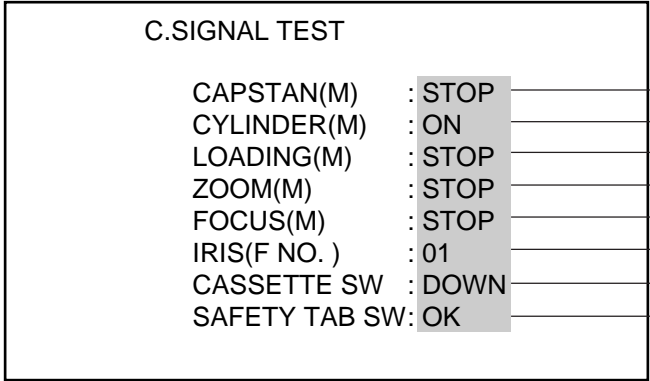 C.SIGNAL TEST
CAPSTAN(M) : STOP
CYLINDER(M) : ON
LOADING(M) : STOP
ZOOM(M) : STOP
FOCUS(M) : STOP
IRIS(F NO. ) : 01
CASSETTE SW : DOWN
SAFETY TAB SW: OK